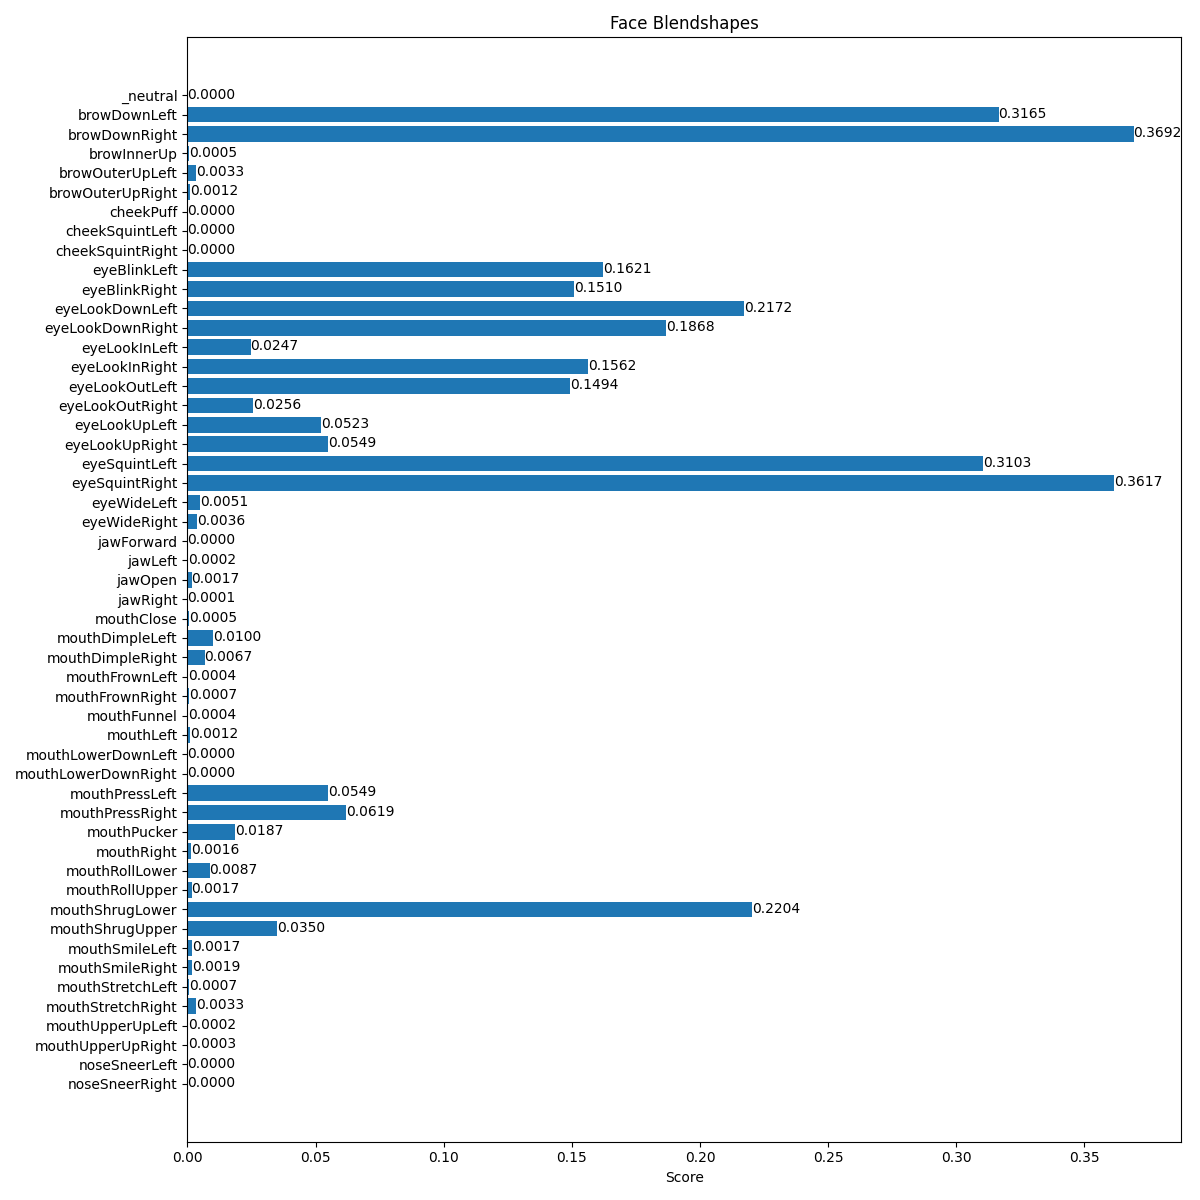 Face Blendshapes
_neutral 0.0000
browDownLeft 0.3165
browDownRight 0.3692
browInnerUp 0.0005
browOuterUpLeft 0.0033
browOuterUpRight 0.0012
cheekPuff 0.0000
cheekSquintLeft 0.0000
cheekSquintRight 0.0000
eyeBlinkLeft 0.1621
eyeBlinkRight 0.1510
eyeLookDownLeft 0.2172
eyeLookDownRight 0.1868
eyeLookInLeft 0.0247
eyeLookInRight 0.1562
eyeLookOutLeft 0.1494
eyeLookOutRight 0.0256
eyeLookUpLeft 0.0523
eyeLookUpRight 0.0549
eyeSquintLeft 0.3103
eyeSquintRight 0.3617
eyeWideLeft 0.0051
eyeWideRight 0.0036
jawForward 0.0000
jawLeft 0.0002
jawOpen 0.0017
jawRight 0.0001
mouthClose 0.0005
mouthDimpleLeft 0.0100
mouthDimpleRight 0.0067
mouthFrownLeft 0.0004
mouthFrownRight 0.0007
mouthFunnel 0.0004
mouthLeft 0.0012
mouthLowerDownLeft 0.0000
mouthLowerDownRight 0.0000
mouthPressLeft 0.0549
mouthPressRight 0.0619
mouthPucker 0.0187
mouthRight 0.0016
mouthRollLower 0.0087
mouthRollUpper 0.0017
mouthShrugLower 0.2204
mouthShrugUpper 0.0350
mouthSmileLeft 0.0017
mouthSmileRight 0.0019
mouthStretchLeft 0.0007
mouthStretchRight 0.0033
mouthUpperUpLeft 0.0002
mouthUpperUpRight 0.0003
noseSneerLeft 0.0000
noseSneerRight 0.0000
0.00 0.05 0.10 0.15 0.20 0.25 0.30 0.35
Score